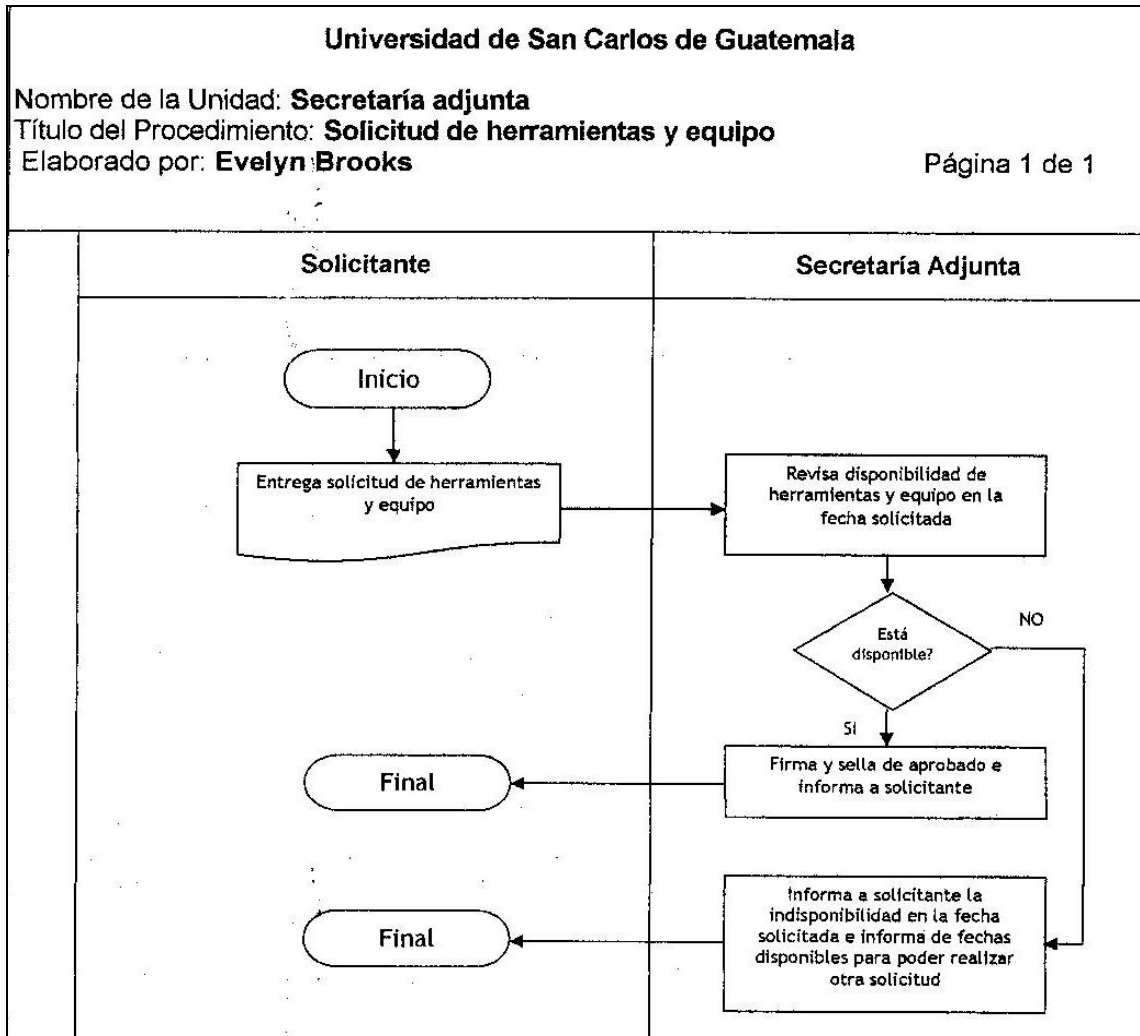 Universidad de San Carlos de Guatemala
Nombre de la Unidad: Secretaría adjunta
Título del Procedimiento: Solicitud de herramientas y equipo
Elaborado por: Evelyn Brooks
Página 1 de 1
Solicitante
Secretaría Adjunta
Inicio
Entrega solicitud de herramientas
y equipo
Revisa disponibilidad de
herramientas y equipo en la
fecha solicitada
Está
disponible?
NO
Sí
Firma y sella de aprobado e
informa a solicitante
Final
Informa a solicitante la
indisponibilidad en la fecha
solicitada e informa de fechas
disponibles para poder realizar
otra solicitud
Final